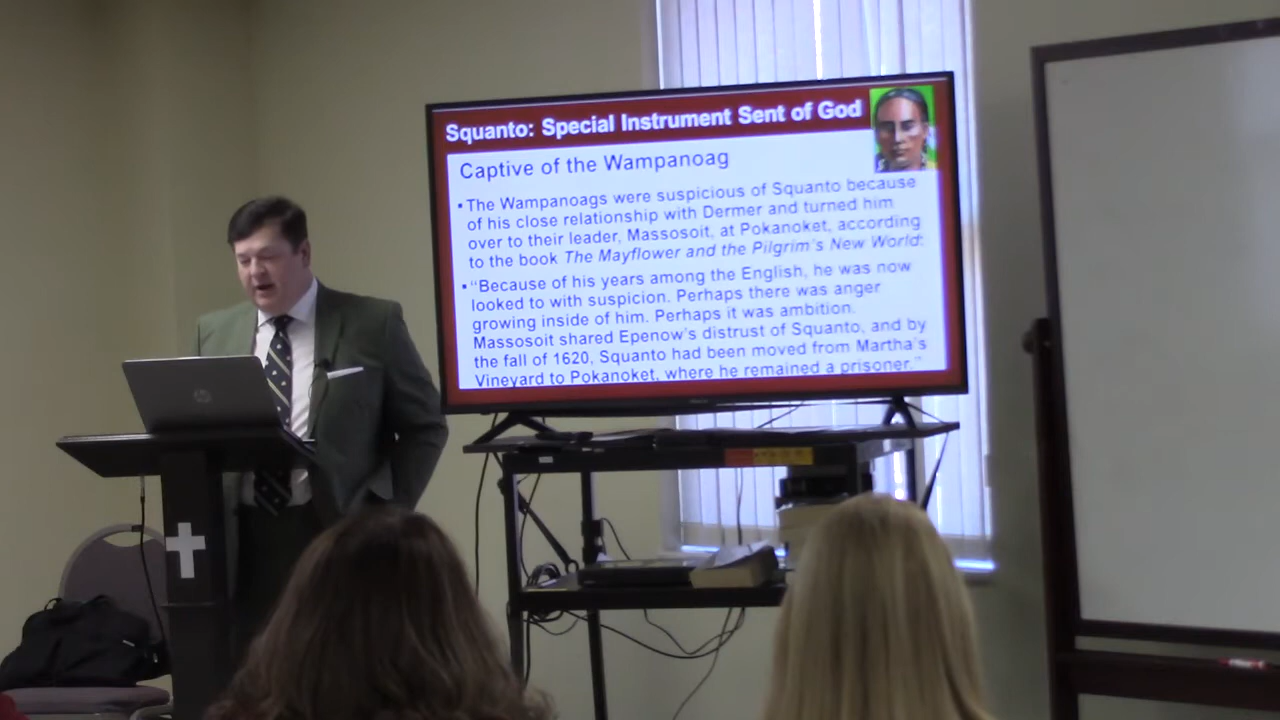 Squanto: Special Instrument Sent of God
Captive of the Wampanoag
▪The Wampanoags were suspicious of Squanto because
of his close relationship with Dermer and turned him
over to their leader, Massosoit, at Pokanoket, according
to the book The Mayflower and the Pilgrim's New World:
▪"Because of his years among the English, he was now
looked to with suspicion. Perhaps there was anger
growing inside of him. Perhaps it was ambition.
Massosoit shared Epenow's distrust of Squanto, and by
the fall of 1620, Squanto had been moved from Martha's
Vineyard to Pokanoket, where he remained a prisoner."
hp